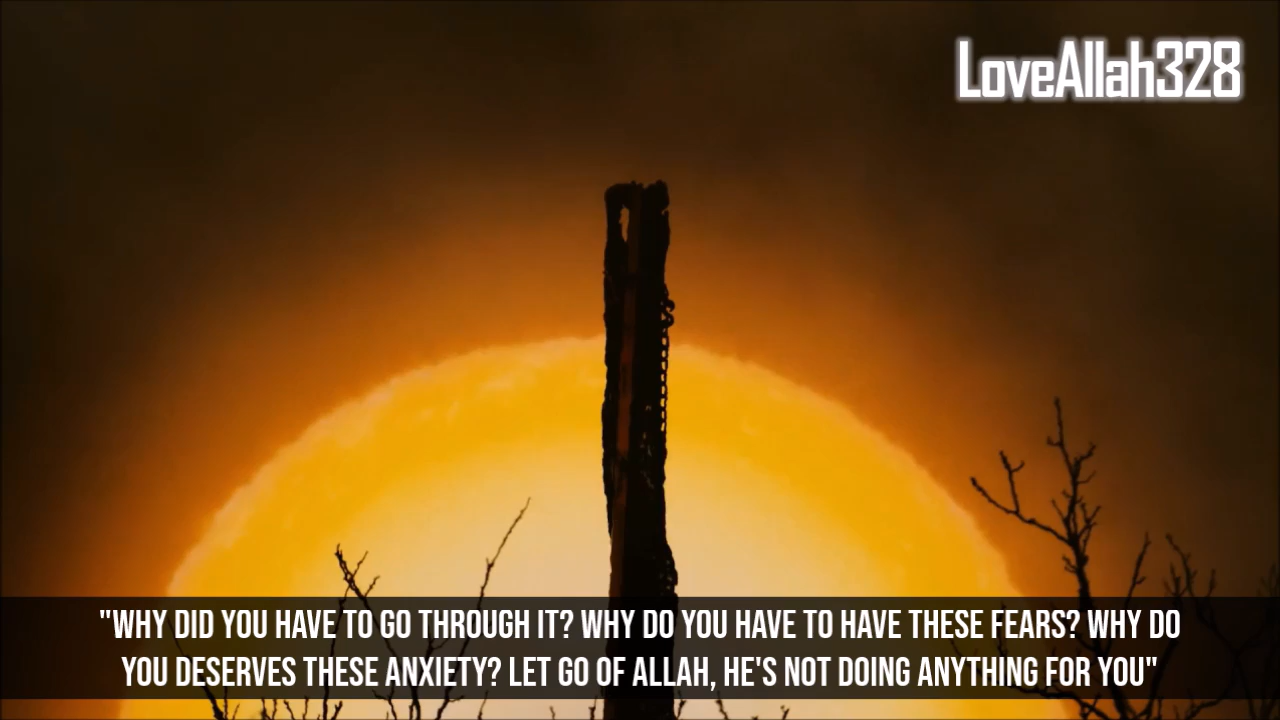 LoveAllah328
"WHY DID YOU HAVE TO GO THROUGH IT? WHY DO YOU HAVE TO HAVE THESE FEARS? WHY DO
YOU DESERVES THESE ANXIETY? LET GO OF ALLAH, HE'S NOT DOING ANYTHING FOR YOU"